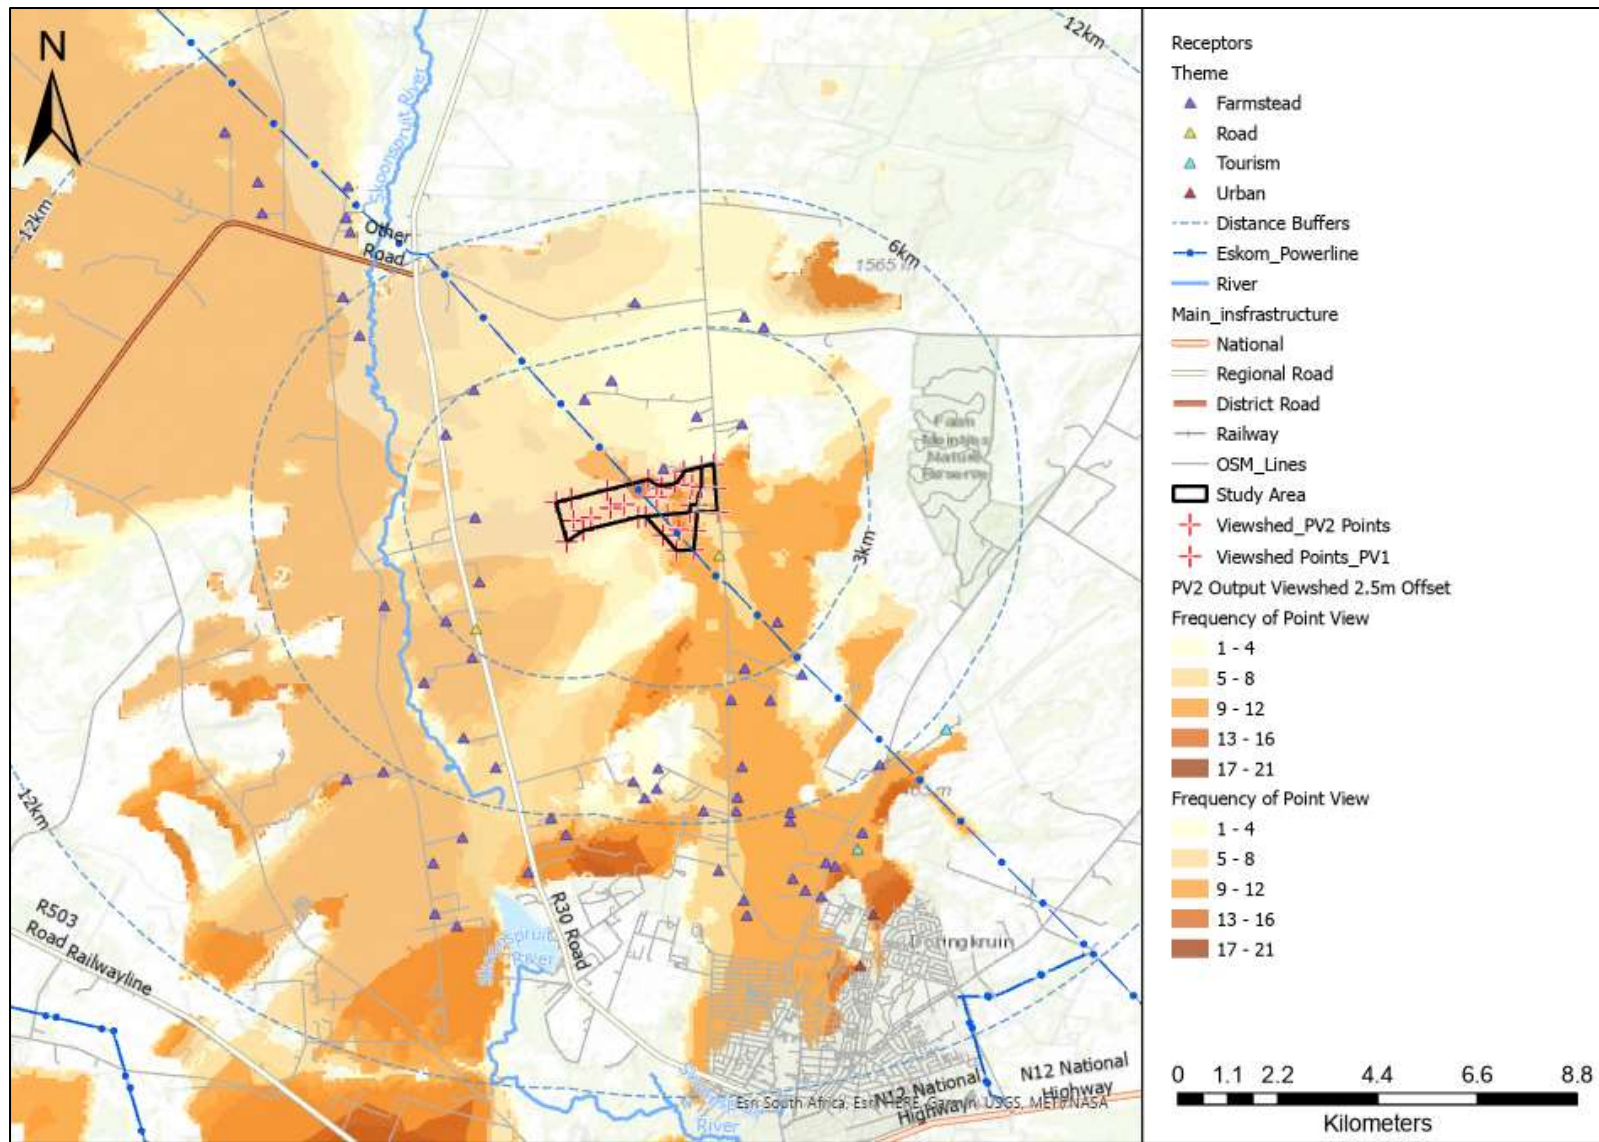 N
12km
12km
Skoonspruit River
Other
Road
6km
1565 m
Faan
Meintjes
Nature
Reserve
3km
12km
R503
Road Railwayline
R30 Road
River
Doringkruin
N12 National
Highway
N12 National
Highway
River
Esri South Africa, Esri, HERE, Garmin, USGS, METI/NASA
Receptors
Theme
Farmstead
Road
Tourism
Urban
Distance Buffers
Eskom_Powerline
River
Main_insfrastructure
National
Regional Road
District Road
Railway
OSM_Lines
Study Area
Viewshed_PV2 Points
Viewshed Points_PV1
PV2 Output Viewshed 2.5m Offset
Frequency of Point View
1 - 4
5 - 8
9 - 12
13 - 16
17 - 21
Frequency of Point View
1 - 4
5 - 8
9 - 12
13 - 16
17 - 21
0 1.1 2.2 4.4 6.6 8.8
Kilometers